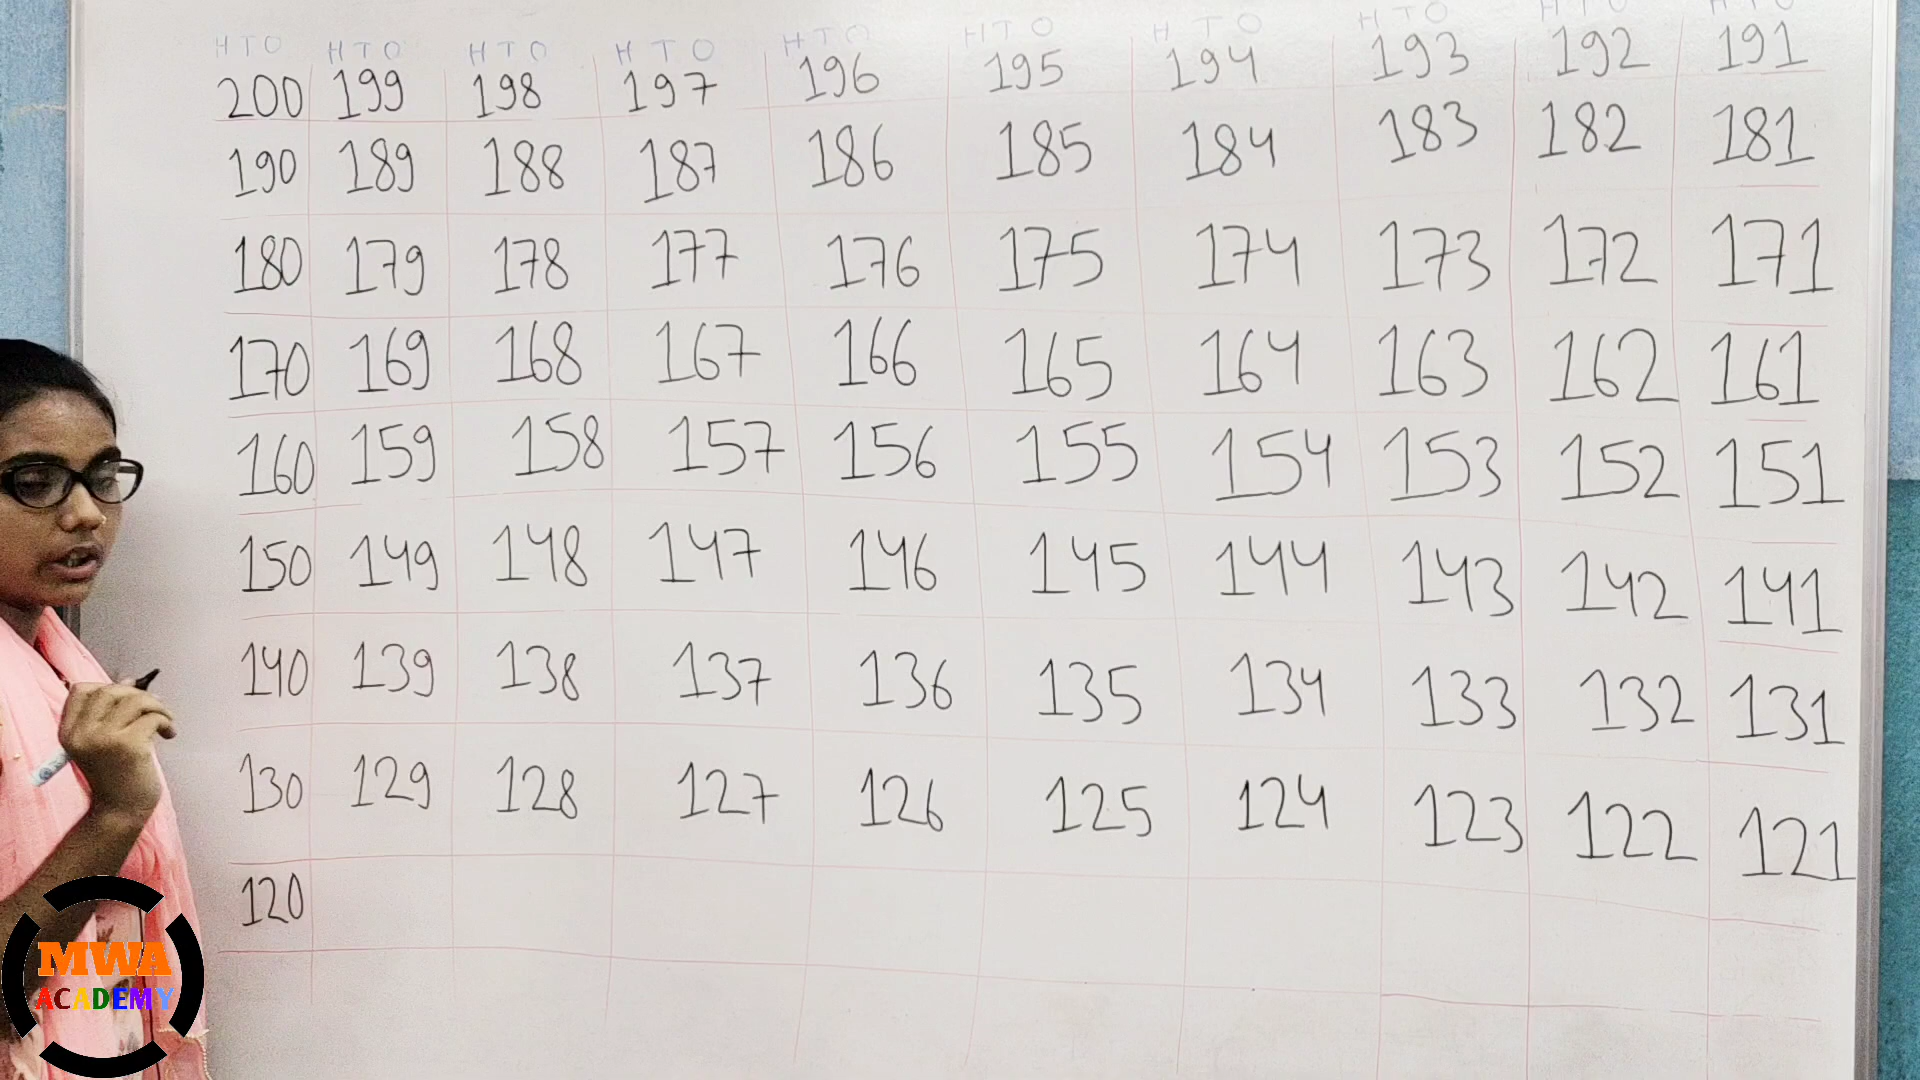 H T O H T O H T O H T O H T O H T O H T O H T O H T O H T O
200 199 198 197 196 195 194 193 192 191
190 189 188 187 186 185 184 183 182 181
180 179 178 177 176 175 174 173 172 171
170 169 168 167 166 165 164 163 162 161
160 159 158 157 156 155 154 153 152 151
150 149 148 147 146 145 144 143 142 141
140 139 138 137 136 135 134 133 132 131
130 129 128 127 126 125 124 123 122 121
120
MWA
ACADEMY